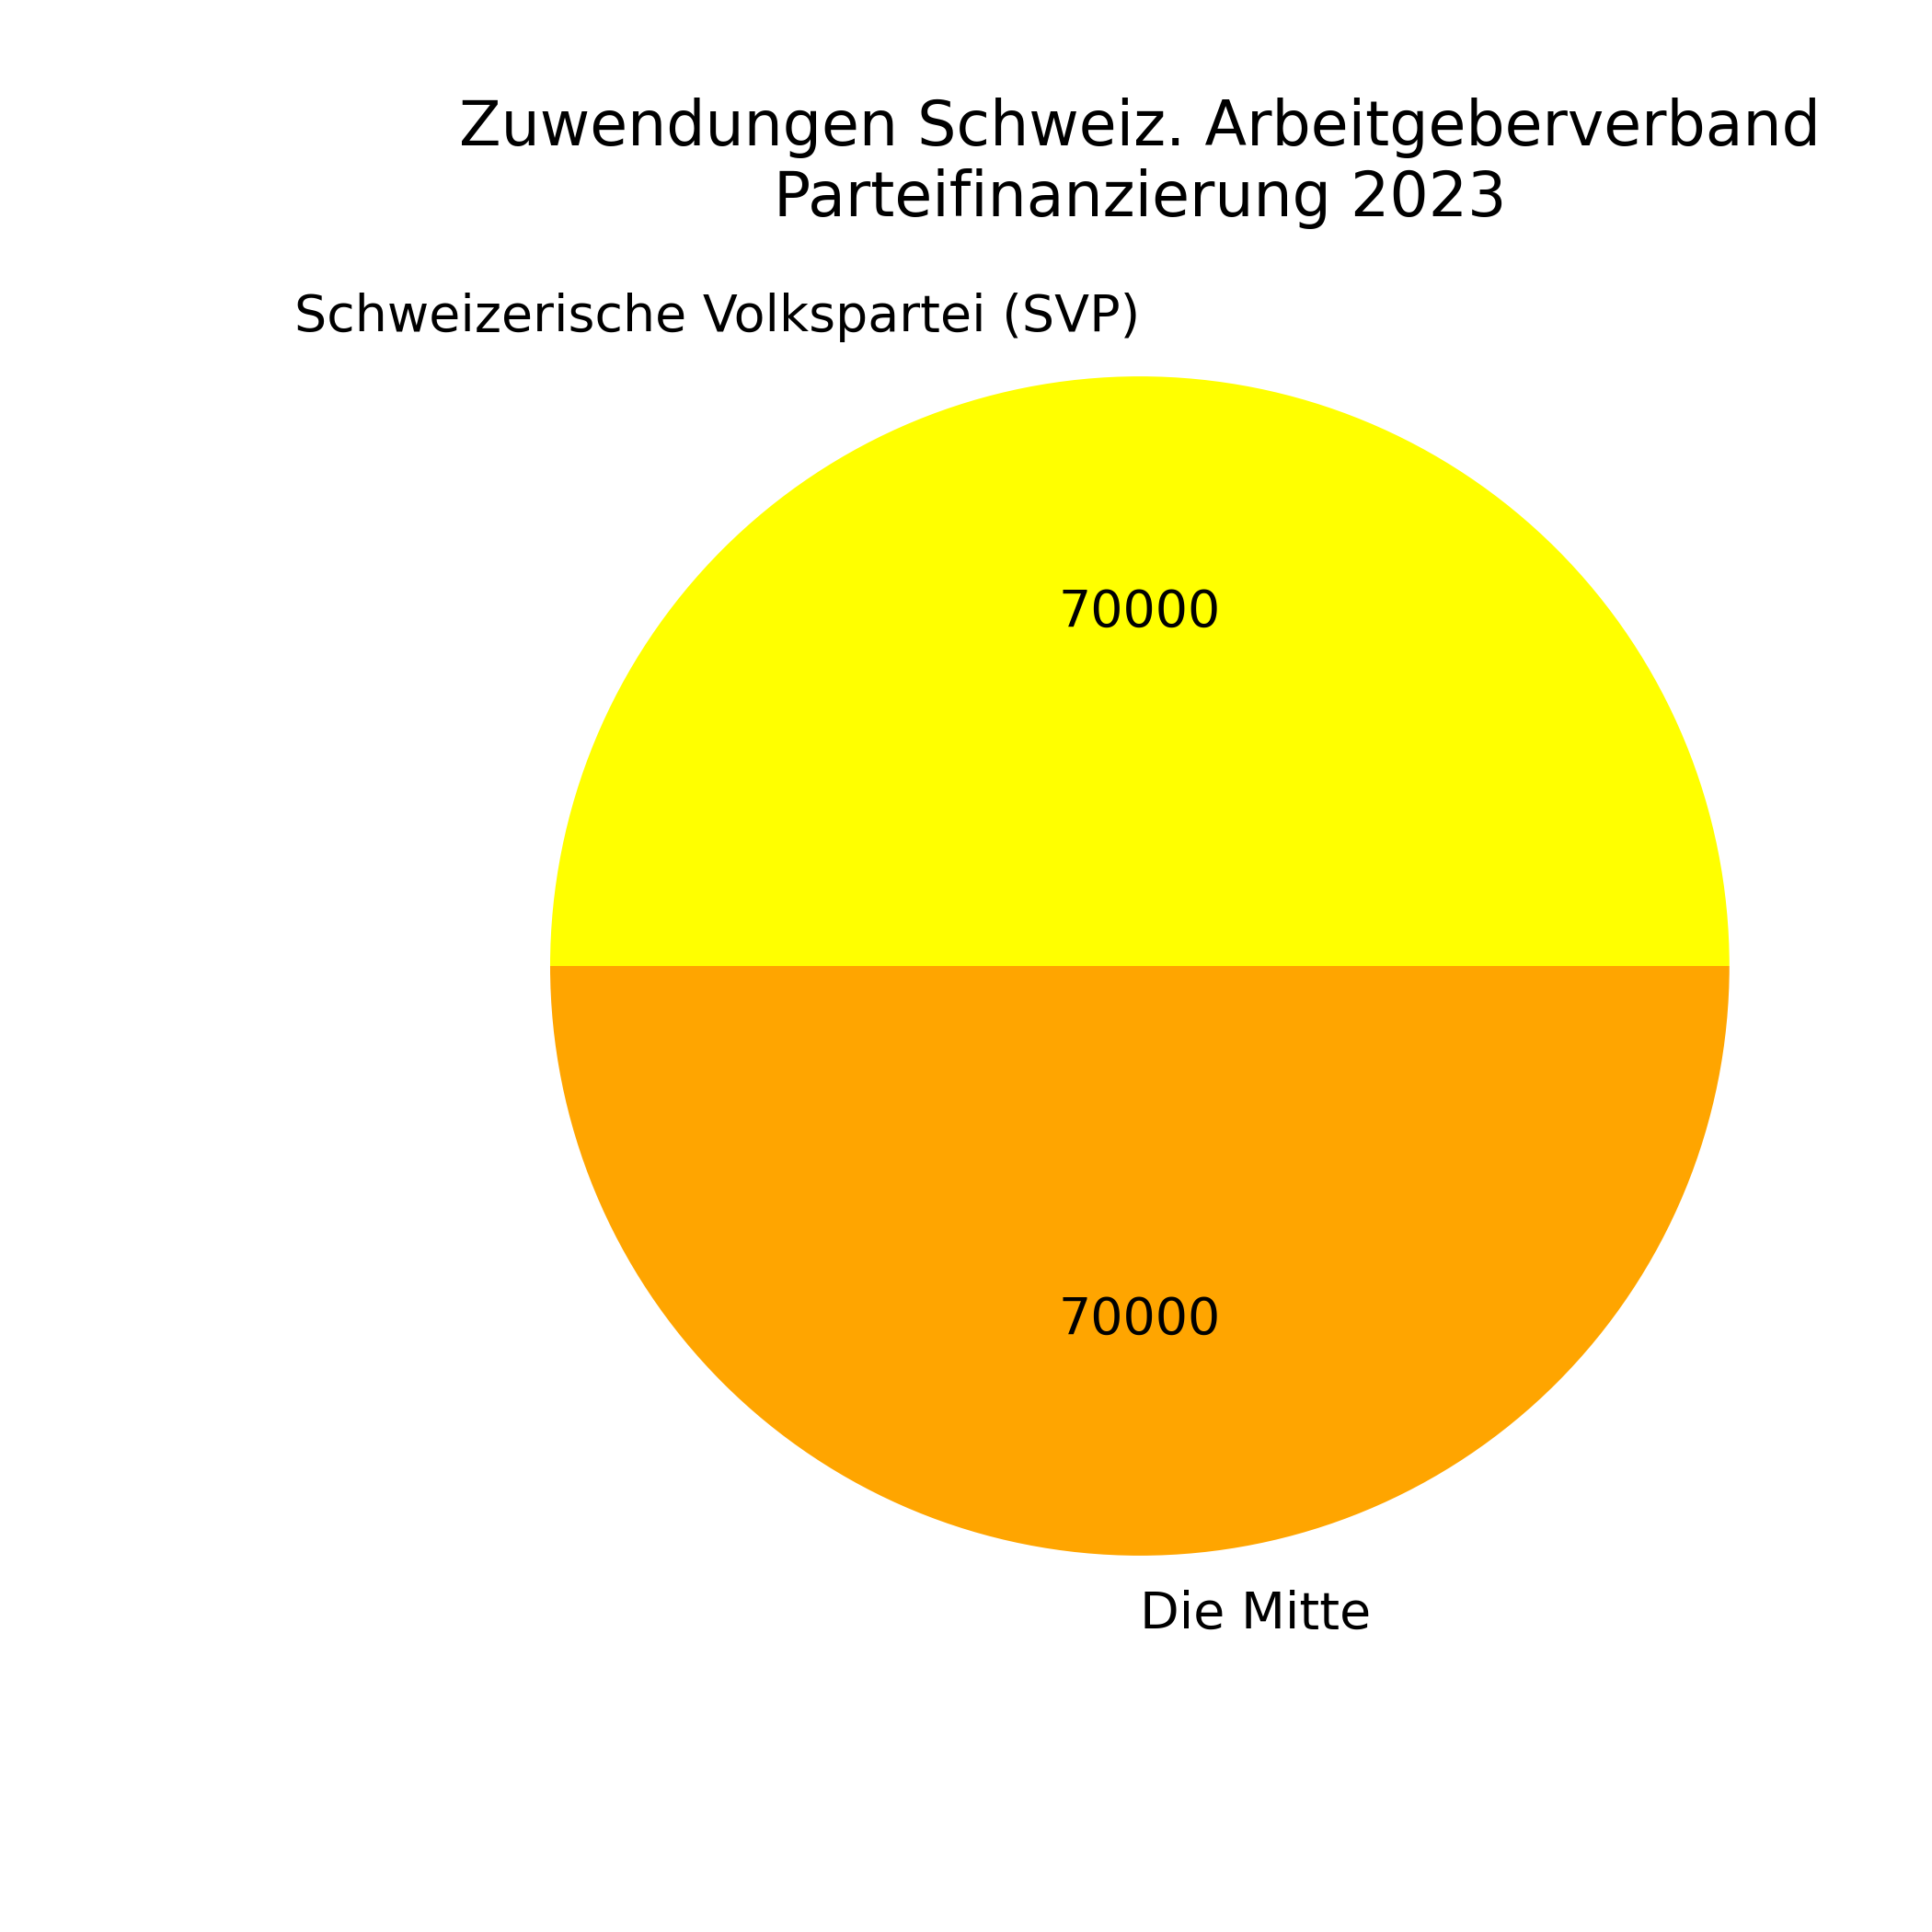 Zuwendungen Schweiz. Arbeitgeberverband
Parteifinanzierung 2023
Schweizerische Volkspartei (SVP)
70000
70000
Die Mitte